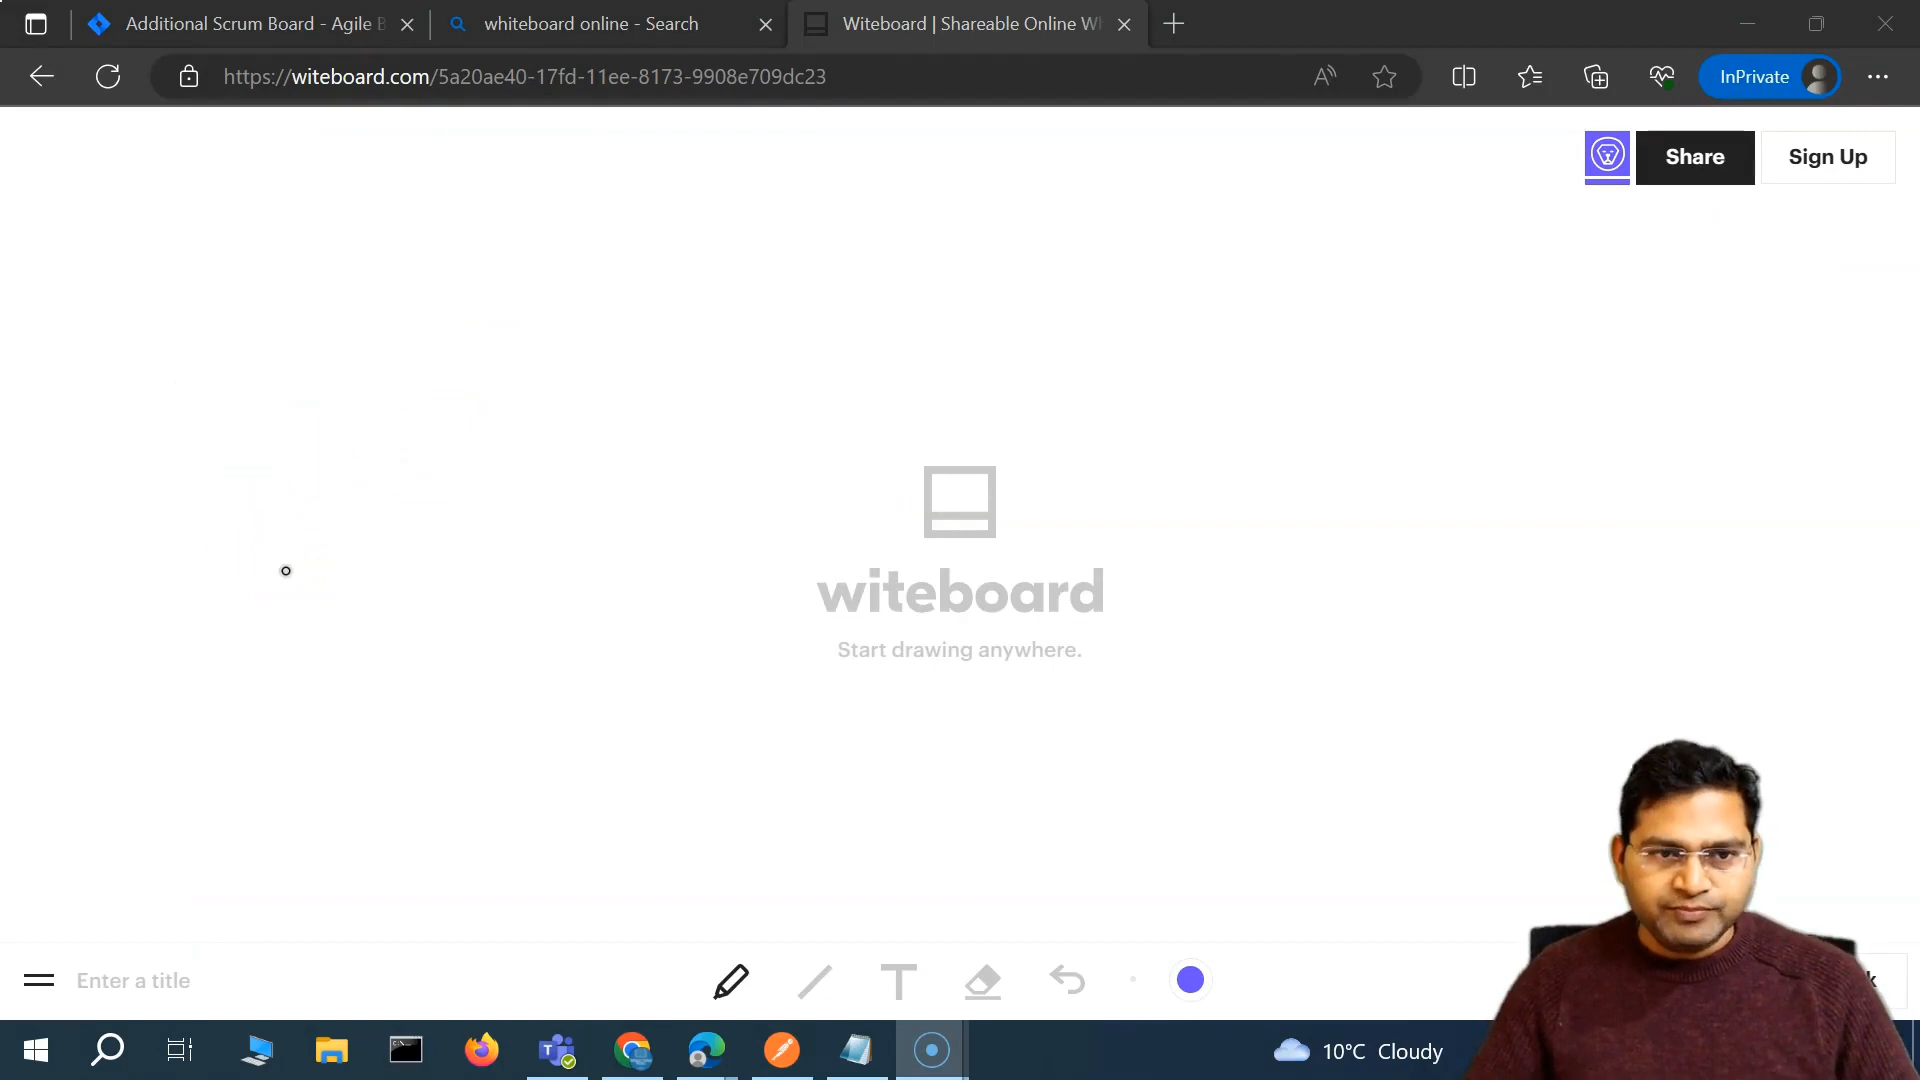 Additional Scrum Board - Agile B
whiteboard online - Search
Witeboard | Shareable Online Wh
https://witeboard.com/5a20ae40-17fd-11ee-8173-9908e709dc23
InPrivate
Share
Sign Up
witeboard
Start drawing anywhere.
Enter a title
T
k
10°C Cloudy